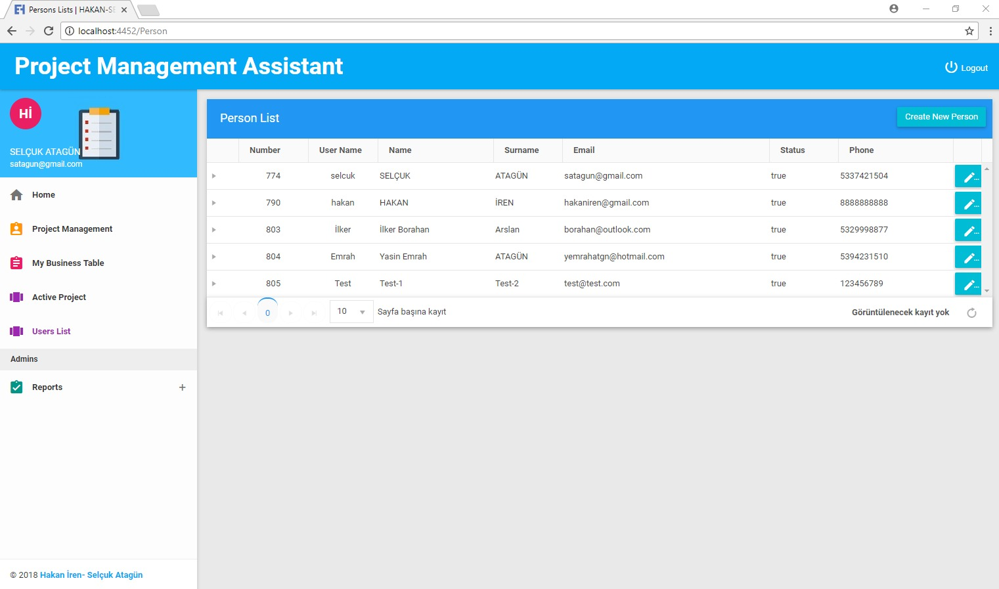 Persons Lists | HAKAN-SE
localhost:4452/Person
Project Management Assistant
Logout
Hİ
SELÇUK ATAGÜN
satagun@gmail.com
Home
Project Management
My Business Table
Active Project
Users List
Admins
Reports +
© 2018 Hakan İren- Selçuk Atagün
Person List
Create New Person
Number User Name Name Surname Email Status Phone
774 selcuk SELÇUK ATAGÜN satagun@gmail.com true 5337421504 ...
790 hakan HAKAN İREN hakaniren@gmail.com true 8888888888 ...
803 İlker İlker Borahan Arslan borahan@outlook.com true 5329998877 ...
804 Emrah Yasin Emrah ATAGÜN yemrahatgn@hotmail.com true 5394231510 ...
805 Test Test-1 Test-2 test@test.com true 123456789 ...
0 10 Sayfa başına kayıt Görüntülenecek kayıt yok